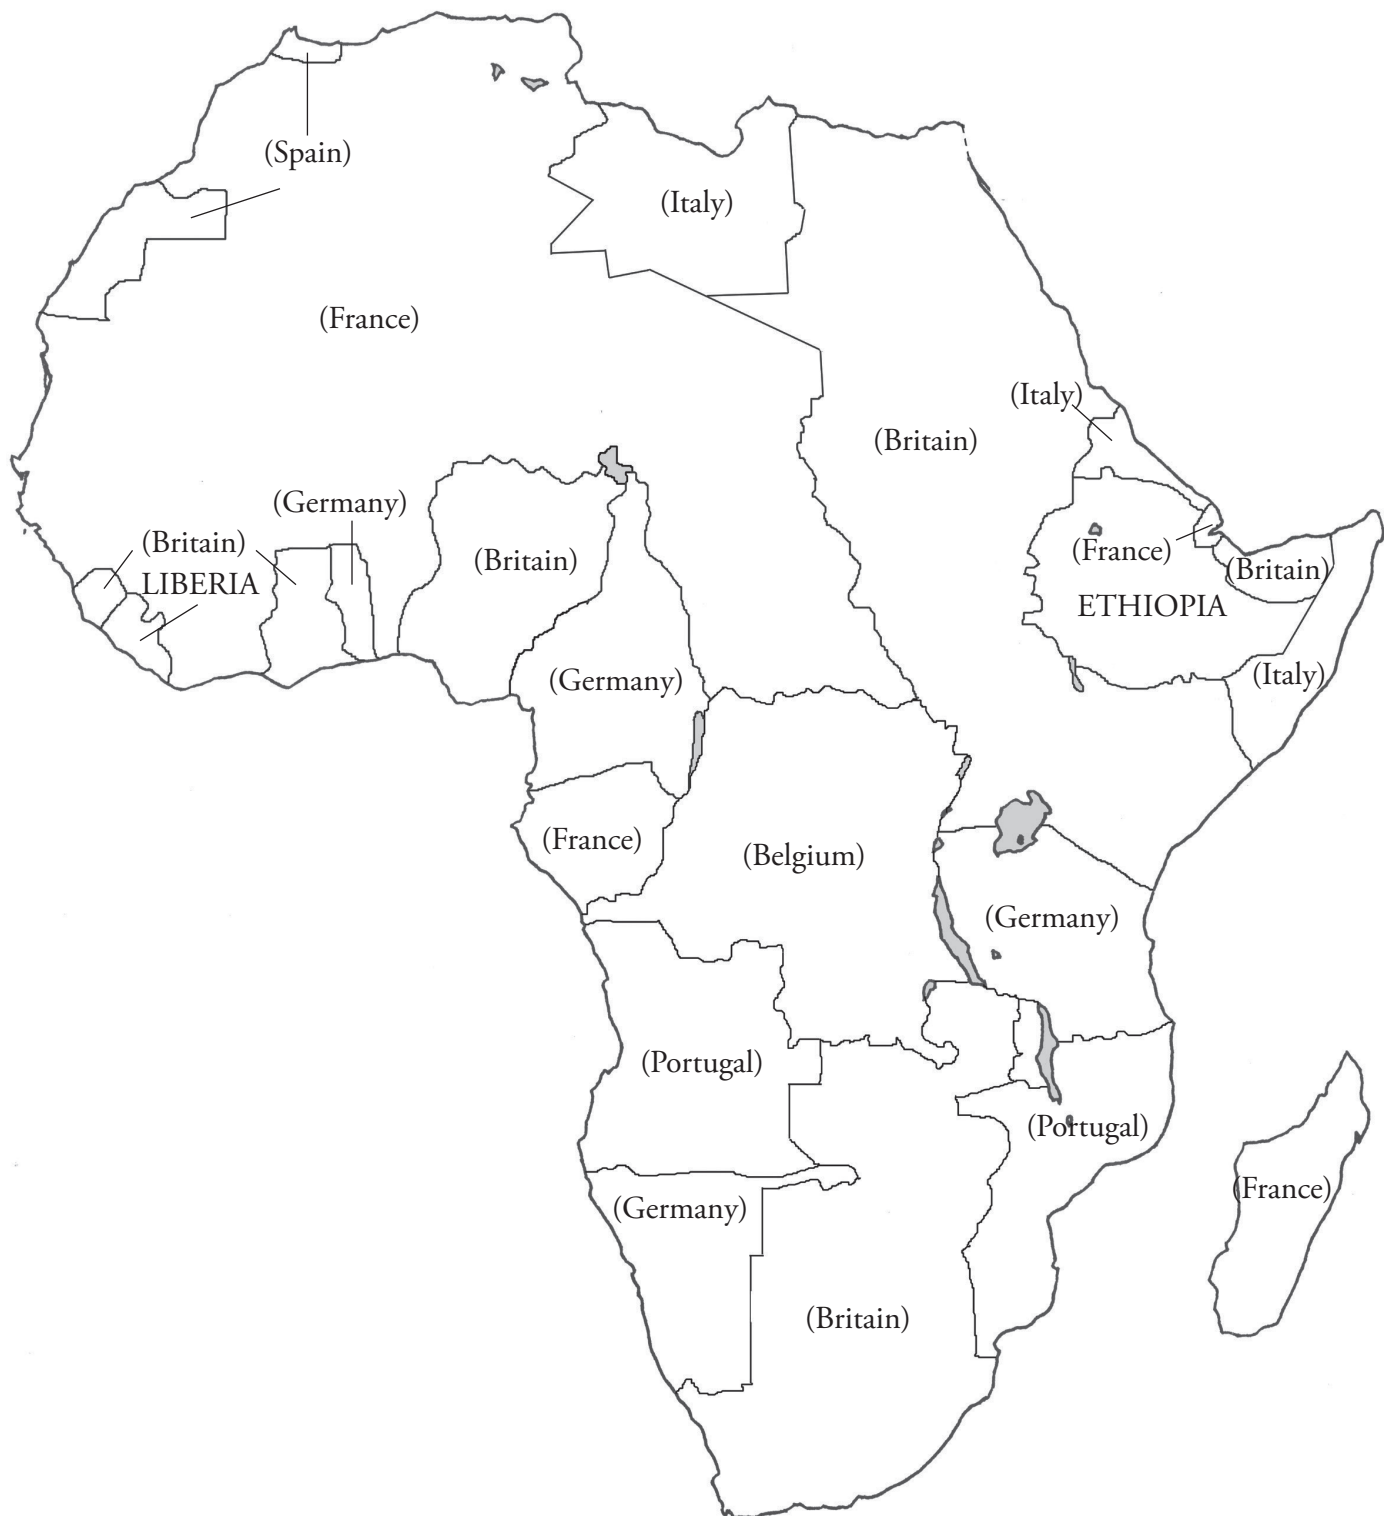 (Spain)
(Italy)
(France)
(Italy)
(Britain)
(Germany)
(Britain)
(Britain)
(France)
LIBERIA
(Britain)
ETHIOPIA
(Germany)
(Italy)
(France)
(Belgium)
(Germany)
(Portugal)
(Portugal)
(France)
(Germany)
(Britain)